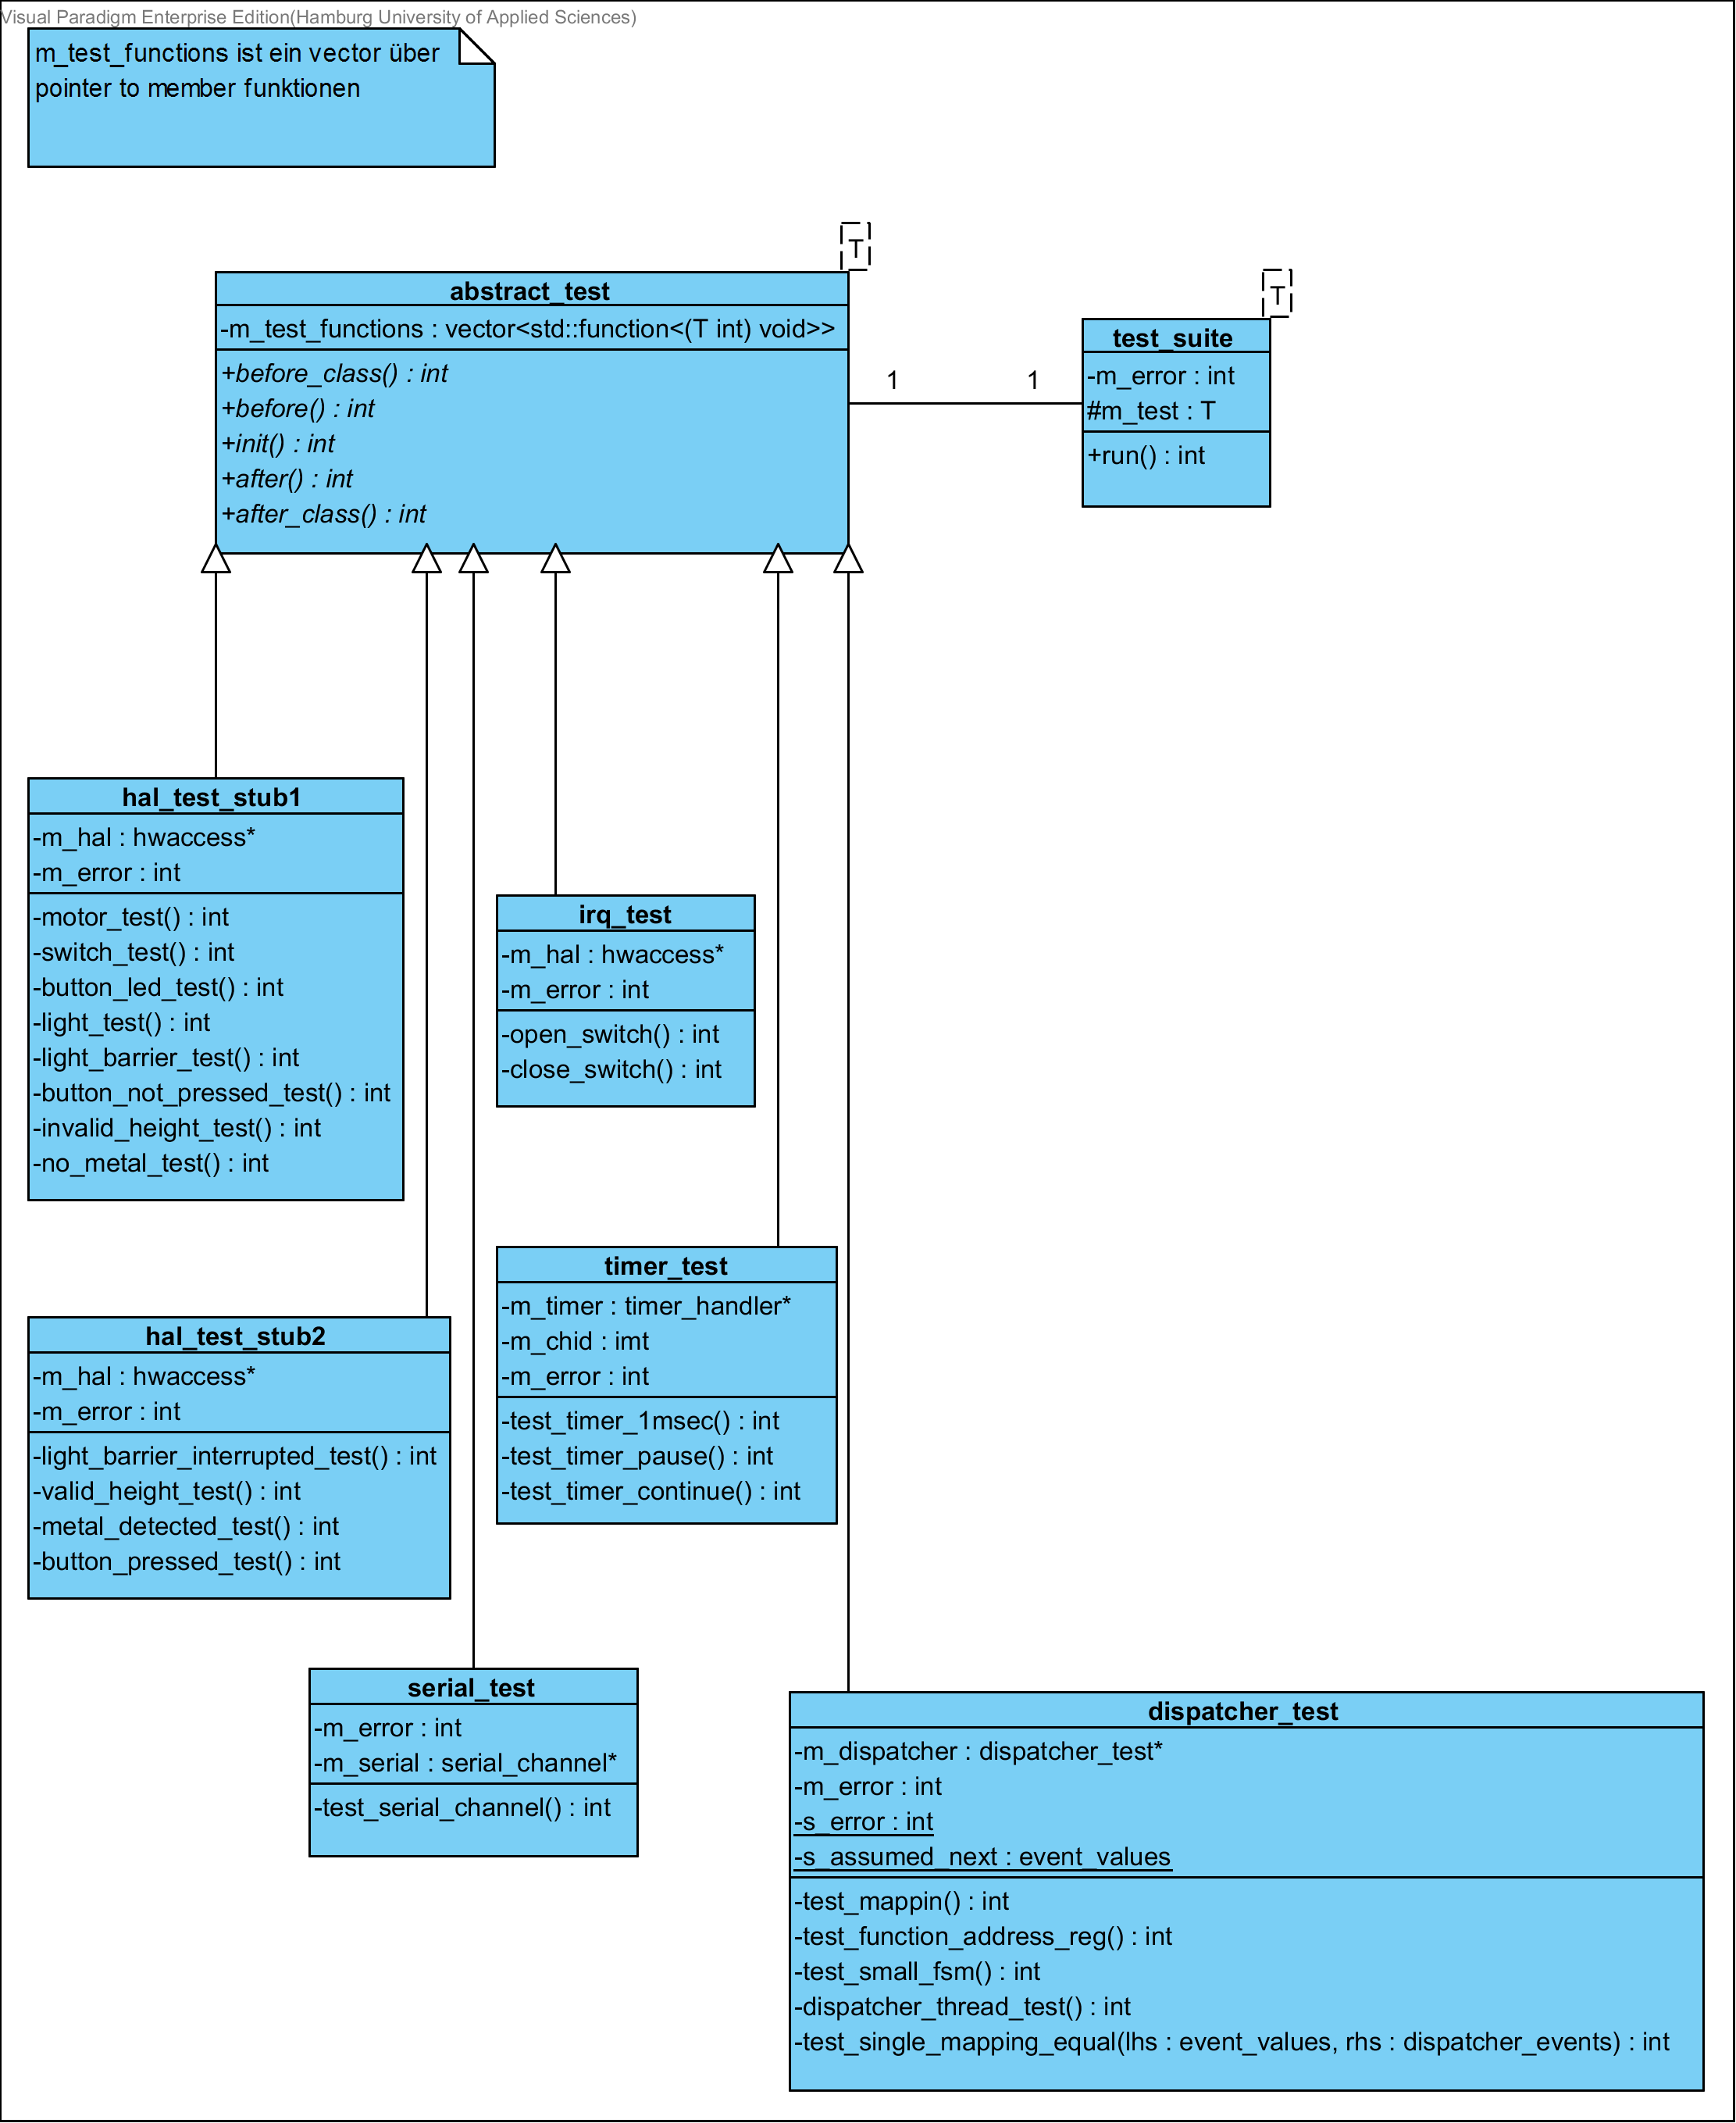 Visual Paradigm Enterprise Edition(Hamburg University of Applied Sciences)
m_test_functions ist ein vector über
pointer to member funktionen
T
abstract_test
-m_test_functions : vector<std::function<(T int) void>>
+before_class() : int
+before() : int
+init() : int
+after() : int
+after_class() : int
1
1
T
test_suite
-m_error : int
#m_test : T
+run() : int
hal_test_stub1
-m_hal : hwaccess*
-m_error : int
-motor_test() : int
-switch_test() : int
-button_led_test() : int
-light_test() : int
-light_barrier_test() : int
-button_not_pressed_test() : int
-invalid_height_test() : int
-no_metal_test() : int
irq_test
-m_hal : hwaccess*
-m_error : int
-open_switch() : int
-close_switch() : int
timer_test
-m_timer : timer_handler*
-m_chid : imt
-m_error : int
-test_timer_1msec() : int
-test_timer_pause() : int
-test_timer_continue() : int
hal_test_stub2
-m_hal : hwaccess*
-m_error : int
-light_barrier_interrupted_test() : int
-valid_height_test() : int
-metal_detected_test() : int
-button_pressed_test() : int
serial_test
-m_error : int
-m_serial : serial_channel*
-test_serial_channel() : int
dispatcher_test
-m_dispatcher : dispatcher_test*
-m_error : int
-s_error : int
-s_assumed_next : event_values
-test_mappin() : int
-test_function_address_reg() : int
-test_small_fsm() : int
-dispatcher_thread_test() : int
-test_single_mapping_equal(lhs : event_values, rhs : dispatcher_events) : int